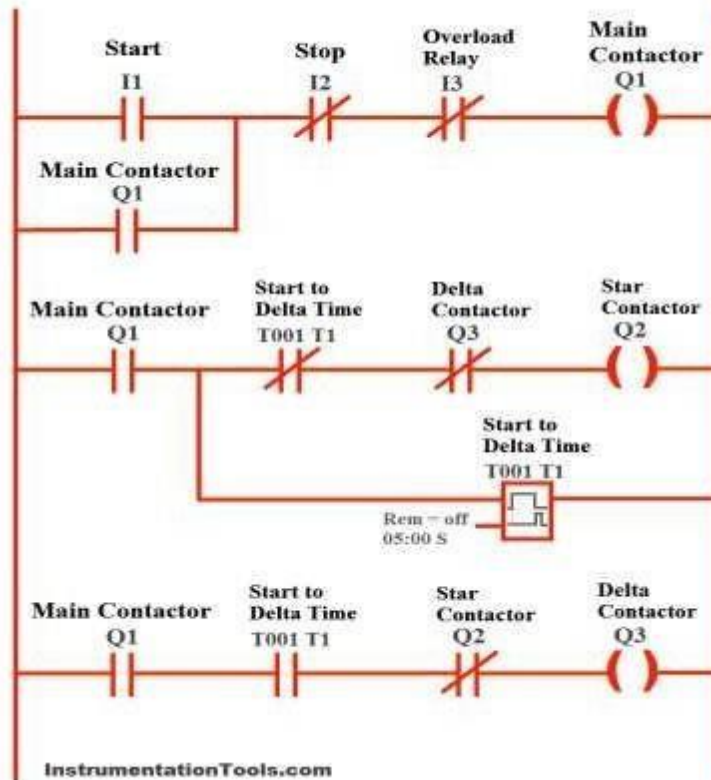 Start
I1
Stop
I2
Overload
Relay
I3
Main
Contactor
Q1
Main Contactor
Q1
Main Contactor
Q1
Start to
Delta Time
T001 T1
Delta
Contactor
Q3
Star
Contactor
Q2
Start to
Delta Time
T001 T1
Rem = off
05:00 S
Main Contactor
Q1
Start to
Delta Time
T001 T1
Star
Contactor
Q2
Delta
Contactor
Q3
InstrumentationTools.com